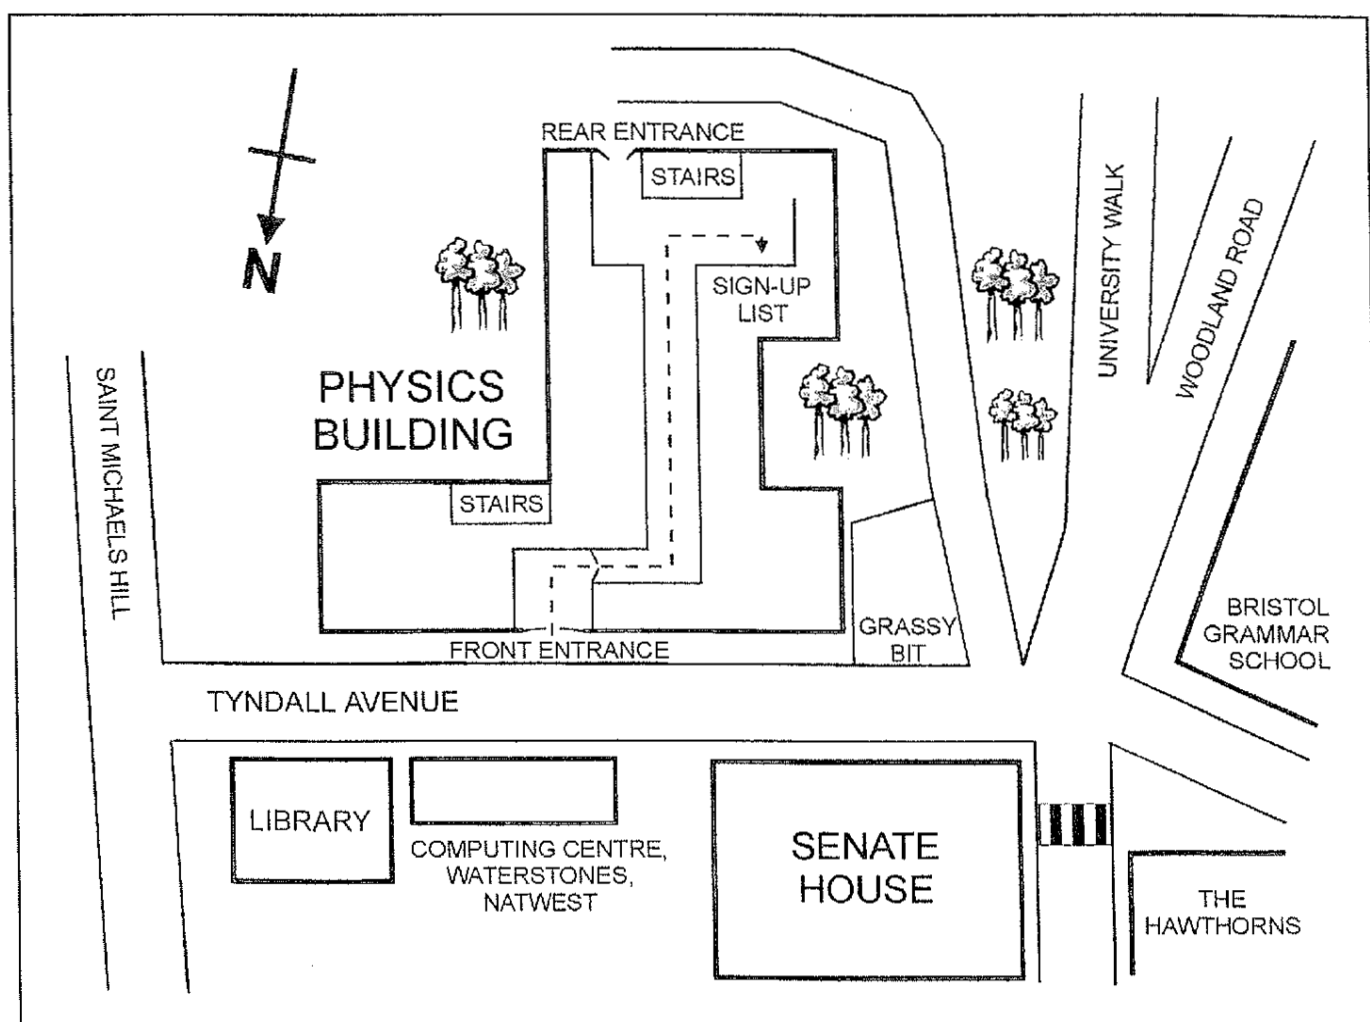 REAR ENTRANCE
STAIRS
N
SIGN-UP
LIST
UNIVERSITY WALK
WOODLAND ROAD
PHYSICS
BUILDING
SAINT MICHAELS HILL
STAIRS
GRASSY
BIT
BRISTOL
GRAMMAR
SCHOOL
FRONT ENTRANCE
TYNDALL AVENUE
LIBRARY
COMPUTING CENTRE,
WATERSTONES,
NATWEST
SENATE
HOUSE
THE
HAWTHORNS